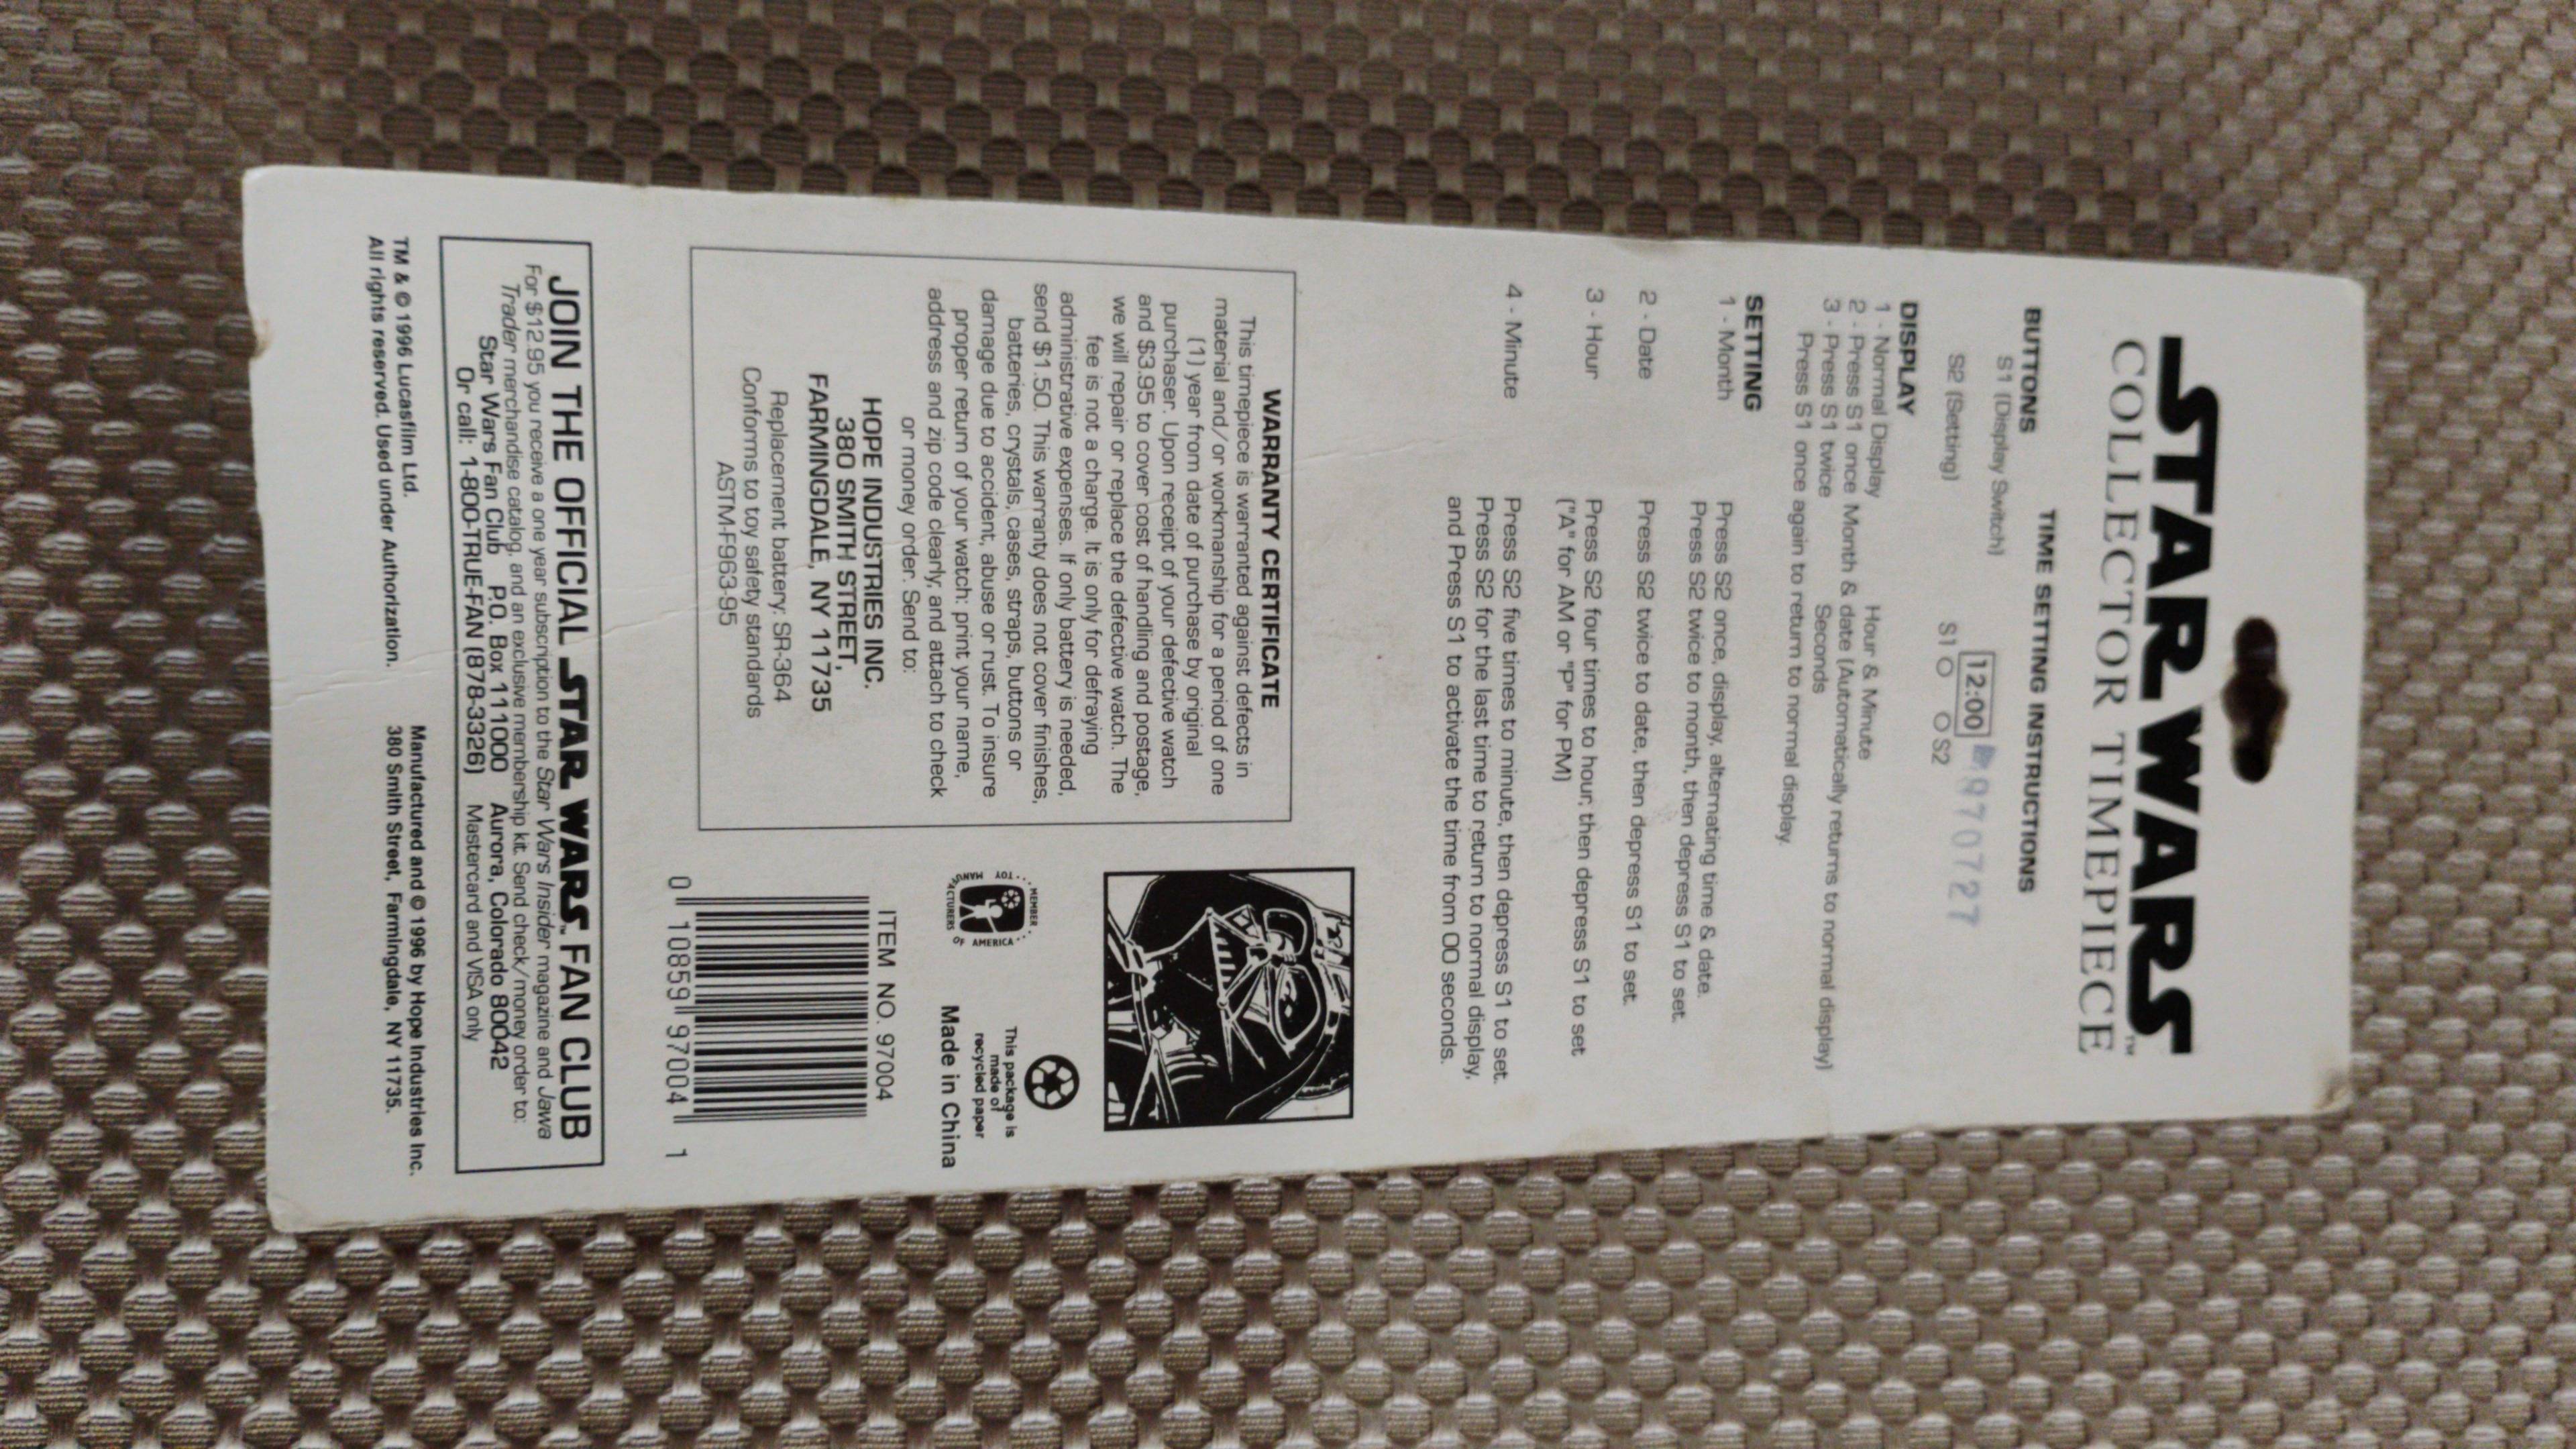 STAR WARS™
COLLECTOR TIMEPIECE
TIME SETTING INSTRUCTIONS
BUTTONS
S1 (Display Switch)
12:00
970727
S2 (Setting)
S1 S2
DISPLAY
1 - Normal Display Hour & Minute
2 - Press S1 once Month & date (Automatically returns to normal display)
3 - Press S1 twice Seconds
Press S1 once again to return to normal display.
SETTING
1 - Month Press S2 once, display, alternating time & date.
Press S2 twice to month, then depress S1 to set.
2 - Date Press S2 twice to date, then depress S1 to set.
3 - Hour Press S2 four times to hour, then depress S1 to set
("A" for AM or "P" for PM)
4 - Minute Press S2 five times to minute, then depress S1 to set.
Press S2 for the last time to return to normal display,
and Press S1 to activate the time from 00 seconds.
WARRANTY CERTIFICATE
This timepiece is warranted against defects in
material and/or workmanship for a period of one
(1) year from date of purchase by original
purchaser. Upon receipt of your defective watch
and $3.95 to cover cost of handling and postage,
we will repair or replace the defective watch. The
fee is not a charge. It is only for defraying
administrative expenses. If only battery is needed,
send $1.50. This warranty does not cover finishes,
batteries, crystals, cases, straps, buttons or
damage due to accident, abuse or rust. To insure
proper return of your watch: print your name,
address and zip code clearly, and attach to check
or money order. Send to:
HOPE INDUSTRIES INC.
380 SMITH STREET,
FARMINGDALE, NY 11735
Replacement battery: SR-364
Conforms to toy safety standards
ASTM-F963-95
MEMBER
TOY MANUFACTURERS OF AMERICA
This package is
made of
recycled paper
Made in China
ITEM NO. 97004
0 10859 97004 1
JOIN THE OFFICIAL STAR WARS™ FAN CLUB
For $12.95 you receive a one year subscription to the Star Wars Insider magazine and Jawa
Trader merchandise catalog, and an exclusive membership kit. Send check/money order to:
Star Wars Fan Club P.O. Box 111000 Aurora, Colorado 80042
Or call: 1-800-TRUE-FAN (878-3326) Mastercard and VISA only
TM & © 1996 Lucasfilm Ltd.
All rights reserved. Used under Authorization.
Manufactured and © 1996 by Hope Industries Inc.
380 Smith Street, Farmingdale, NY 11735.